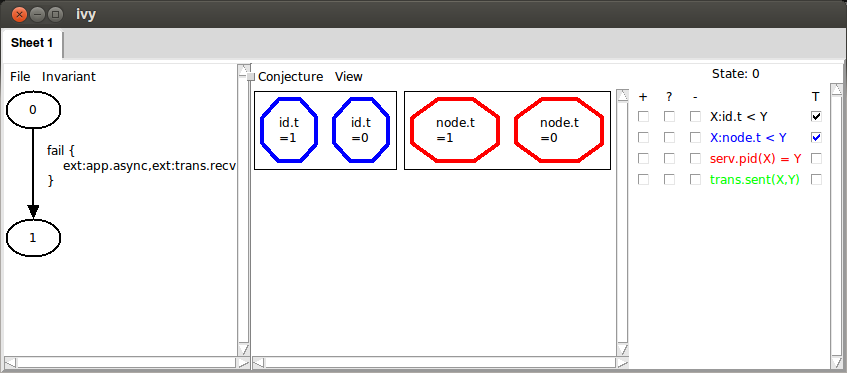 ivy
Sheet 1
File Invariant
0
fail {
ext:app.async,ext:trans.recv
}
1
Conjecture View
id.t
=1
id.t
=0
node.t
=1
node.t
=0
State: 0
+ ? - T
X:id.t < Y
X:node.t < Y
serv.pid(X) = Y
trans.sent(X,Y)